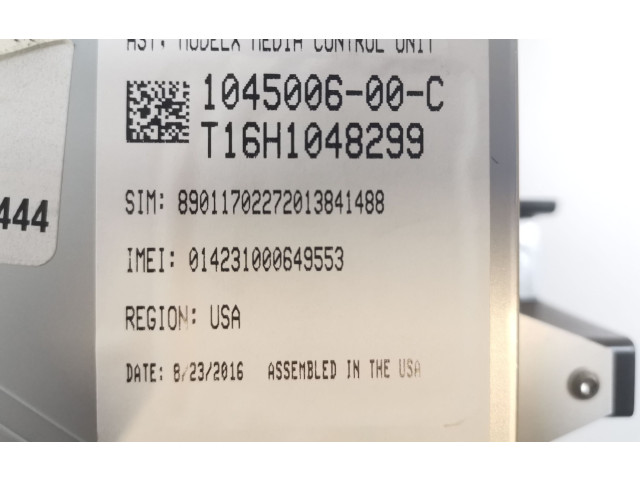 ASY, MODELX MEDIA CONTROL UNIT
1045006-00-C
T16H1048299
444
SIM: 89011702272013841488
IMEI: 014231000649553
REGION: USA
DATE: 8/23/2016 ASSEMBLED IN THE USA